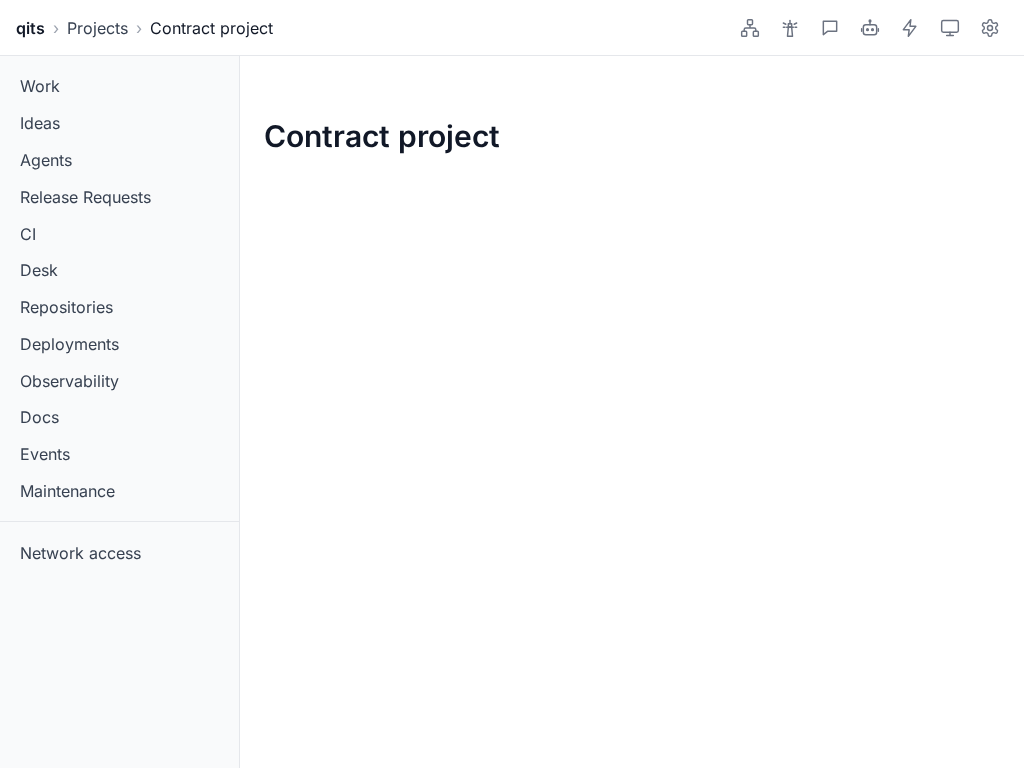 qits › Projects › Contract project
Work
Ideas
Agents
Release Requests
CI
Desk
Repositories
Deployments
Observability
Docs
Events
Maintenance
Network access
Contract project